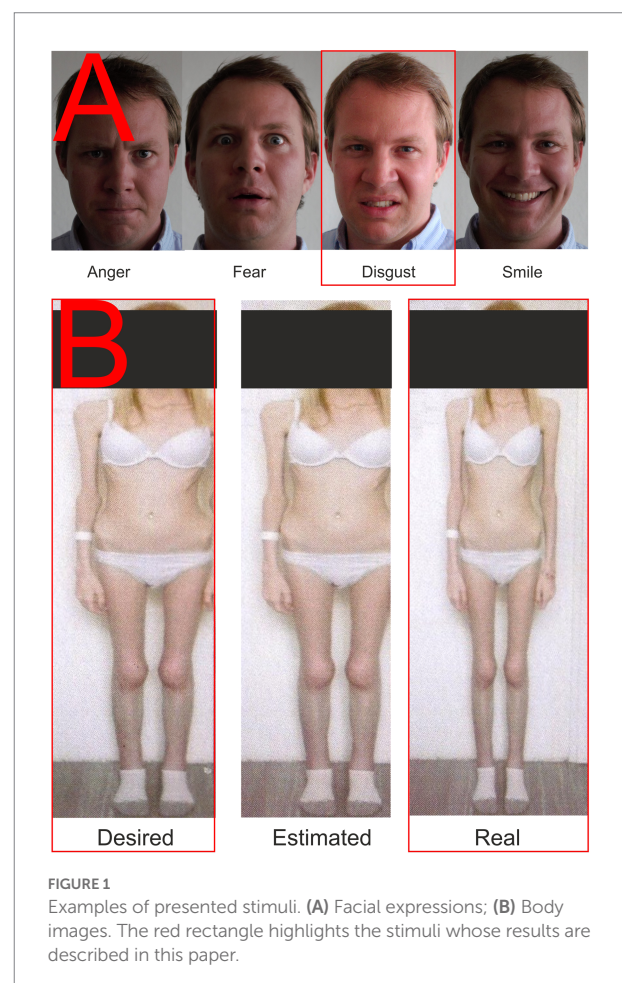 A
Anger Fear Disgust Smile
B
Desired Estimated Real
FIGURE 1
Examples of presented stimuli. (A) Facial expressions; (B) Body
images. The red rectangle highlights the stimuli whose results are
described in this paper.